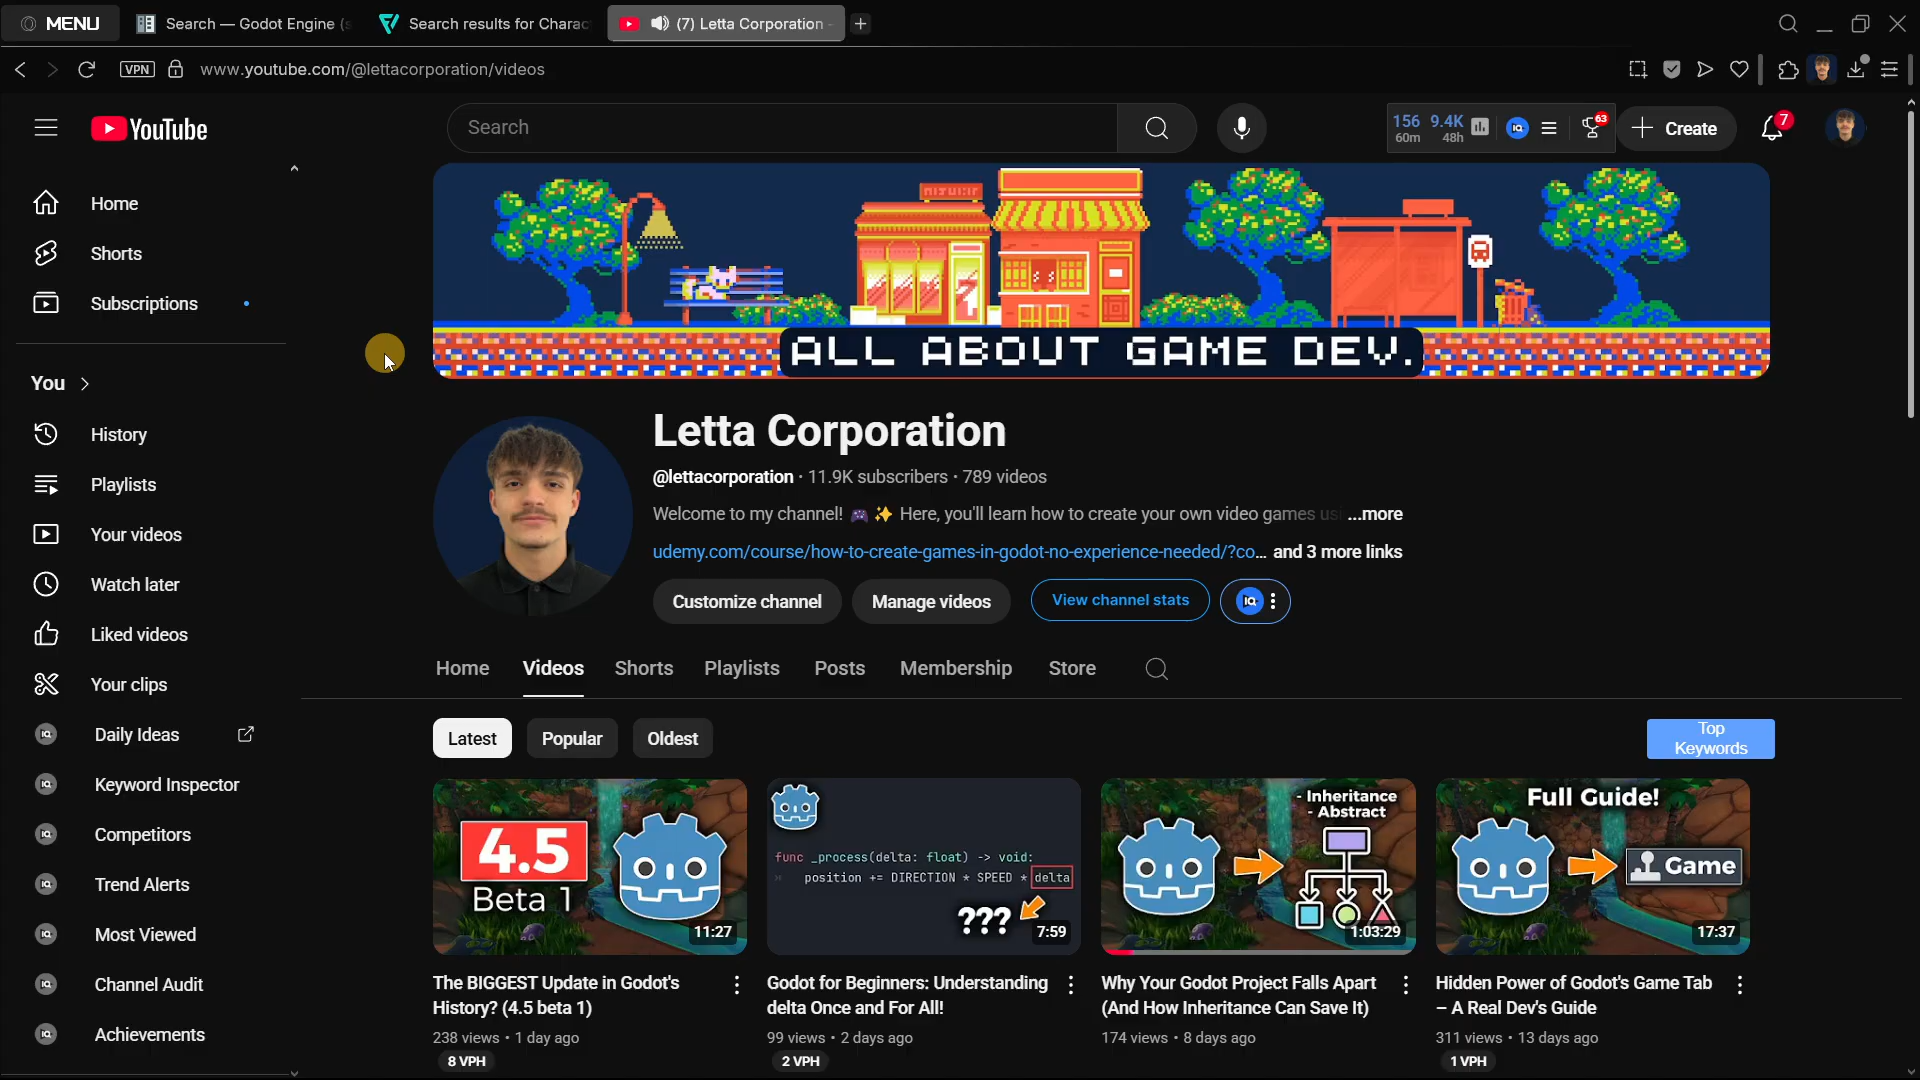 MENU
Search — Godot Engine (s
Search results for Charac
(7) Letta Corporation -
VPN
www.youtube.com/@lettacorporation/videos
YouTube
Search
156 9.4K
60m 48h
63
Create
7
Home
Shorts
Subscriptions
You
History
Playlists
Your videos
Watch later
Liked videos
Your clips
Daily Ideas
Keyword Inspector
Competitors
Trend Alerts
Most Viewed
Channel Audit
Achievements
ALL ABOUT GAME DEV.
Letta Corporation
@lettacorporation · 11.9K subscribers · 789 videos
Welcome to my channel! 🎮 ✨ Here, you'll learn how to create your own video games usi ...more
udemy.com/course/how-to-create-games-in-godot-no-experience-needed/?co... and 3 more links
Customize channel
Manage videos
View channel stats
IQ
Home
Videos
Shorts
Playlists
Posts
Membership
Store
Latest
Popular
Oldest
Top
Keywords
4.5
Beta 1
11:27
The BIGGEST Update in Godot's
History? (4.5 beta 1)
238 views · 1 day ago
8 VPH
func _process(delta: float) -> void:
position += DIRECTION * SPEED * delta
???
7:59
Godot for Beginners: Understanding
delta Once and For All!
99 views · 2 days ago
2 VPH
- Inheritance
- Abstract
1:03:29
Why Your Godot Project Falls Apart
(And How Inheritance Can Save It)
174 views · 8 days ago
Full Guide!
Game
17:37
Hidden Power of Godot's Game Tab
– A Real Dev's Guide
311 views · 13 days ago
1 VPH